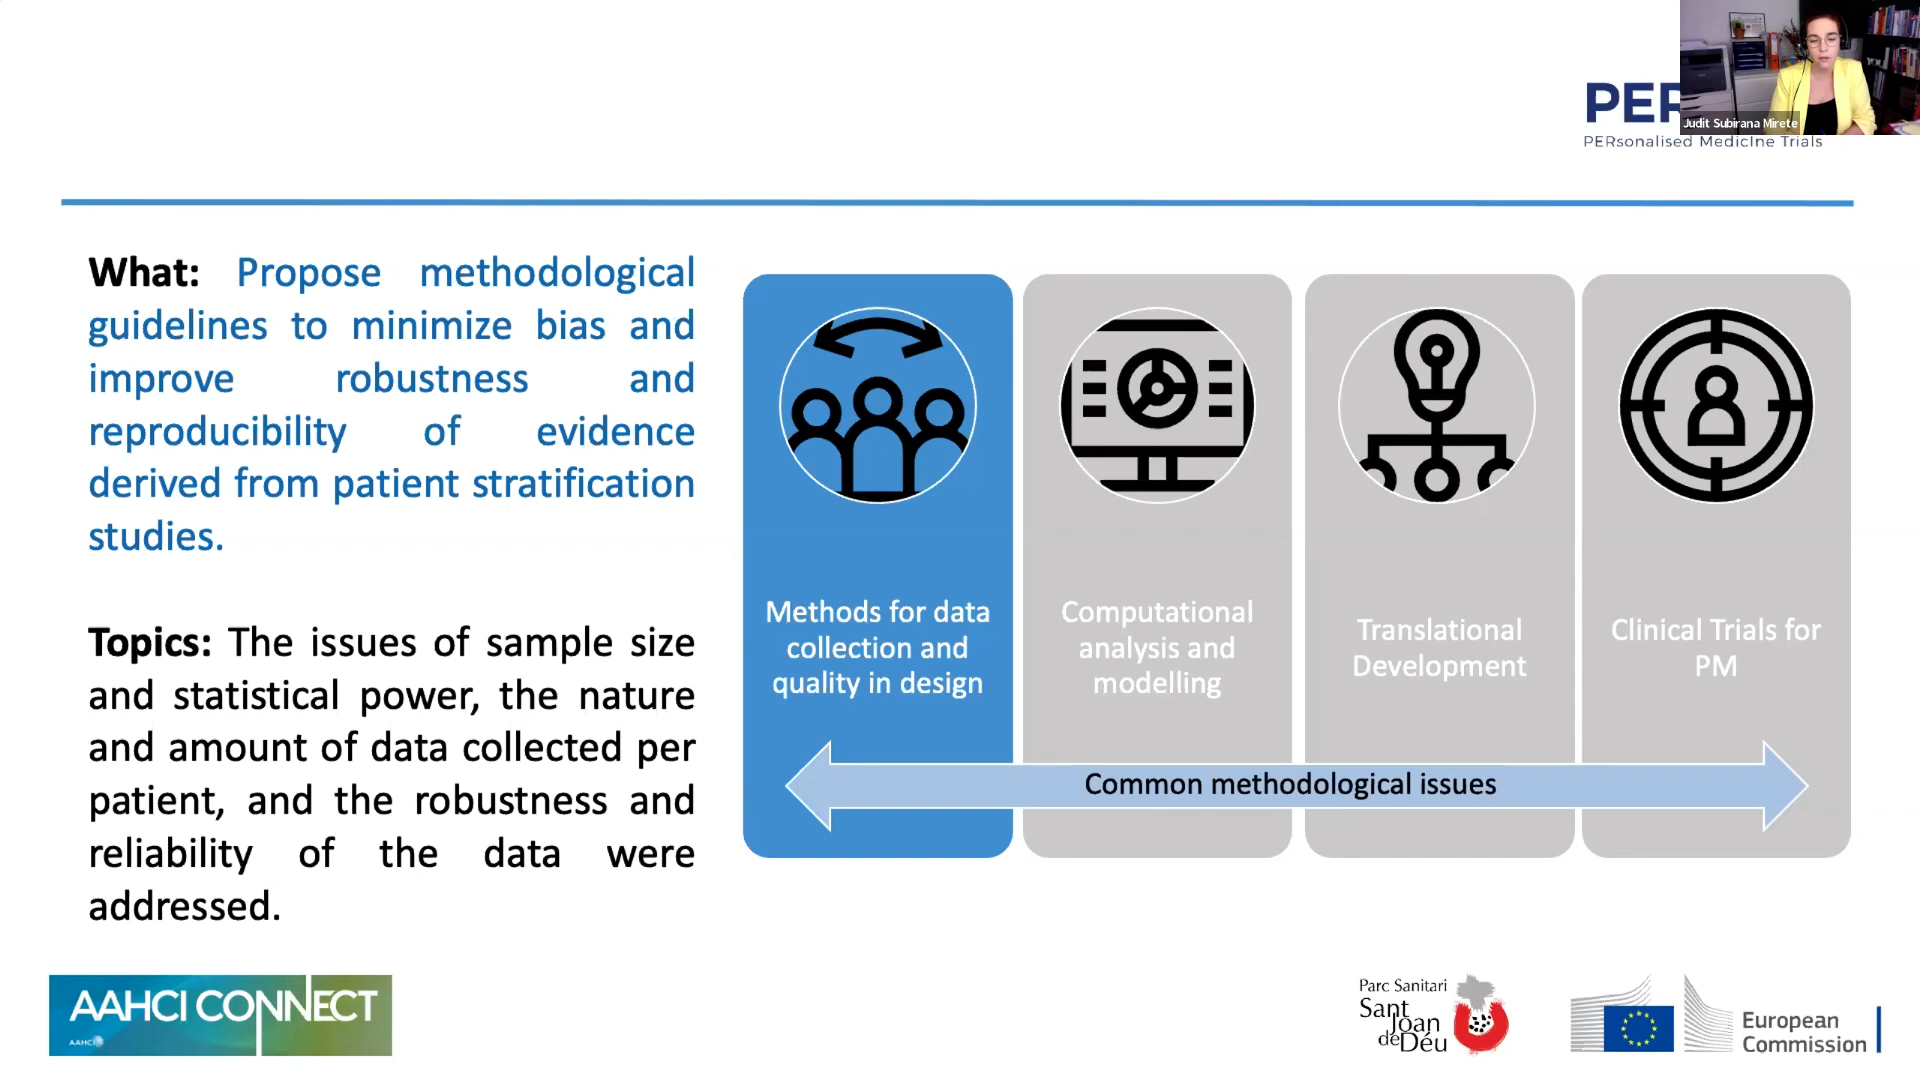 PER
Judit Subirana Mirete
PERsonalised MedicIne Trials
What: Propose methodological
guidelines to minimize bias and
improve robustness and
reproducibility of evidence
derived from patient stratification
studies.
Topics: The issues of sample size
and statistical power, the nature
and amount of data collected per
patient, and the robustness and
reliability of the data were
addressed.
Methods for data
collection and
quality in design
Computational
analysis and
modelling
Translational
Development
Clinical Trials for
PM
Common methodological issues
AAHCI CONNECT
AAHCI
Parc Sanitari
Sant
Joan
de Déu
European
Commission